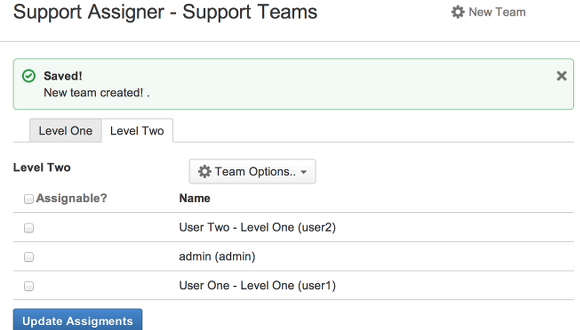 Support Assigner - Support Teams
New Team
Saved!
New team created! .
Level One
Level Two
Level Two
Team Options..
Assignable?
Name
User Two - Level One (user2)
admin (admin)
User One - Level One (user1)
Update Assigments